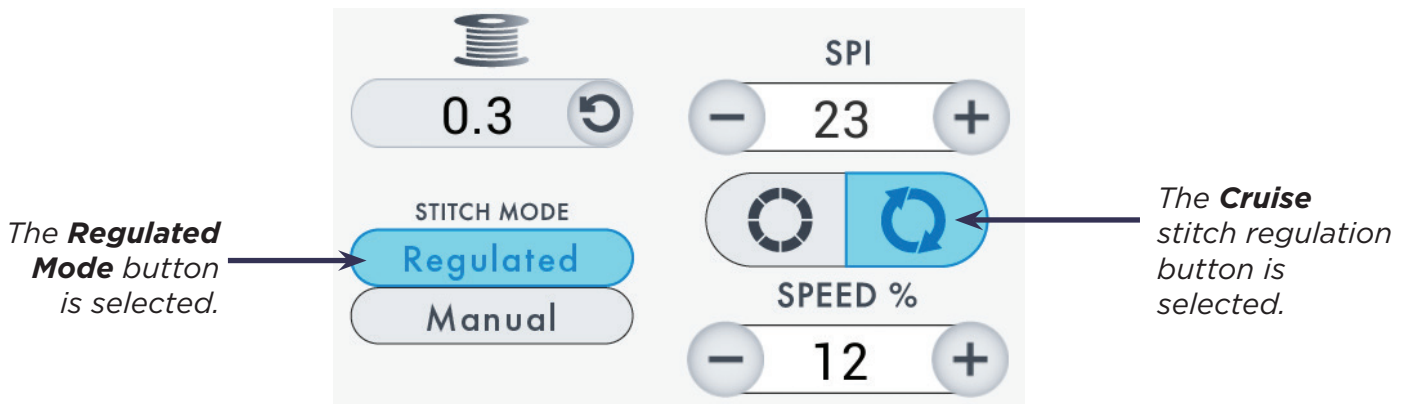 The Regulated
Mode button
is selected.
0.3
STITCH MODE
Regulated
Manual
SPI
− 23 +
SPEED %
− 12 +
The Cruise
stitch regulation
button is
selected.